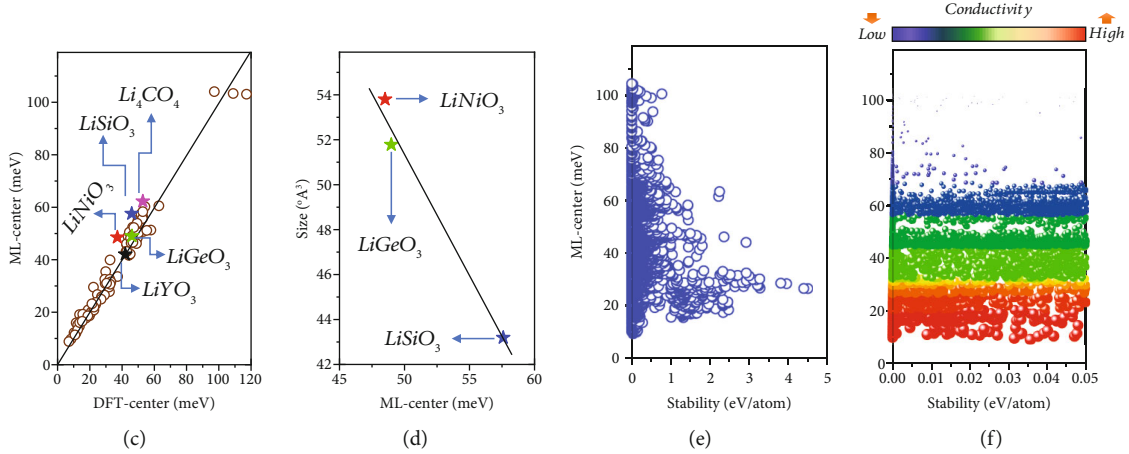 Conductivity
Low
High
120
100
80
60
40
20
0
ML-center (meV)
Li4CO4
LiSiO3
LiNiO3
LiGeO3
LiYO3
0 20 40 60 80 100 120
DFT-center (meV)
(c)
54
52
50
48
46
44
42
Size (°A³)
LiNiO3
LiGeO3
LiSiO3
45 50 55 60
ML-center (meV)
(d)
100
80
60
40
20
0
ML-center (meV)
0 1 2 3 4 5
Stability (eV/atom)
(e)
100
80
60
40
20
0
0.00 0.01 0.02 0.03 0.04 0.05
Stability (eV/atom)
(f)